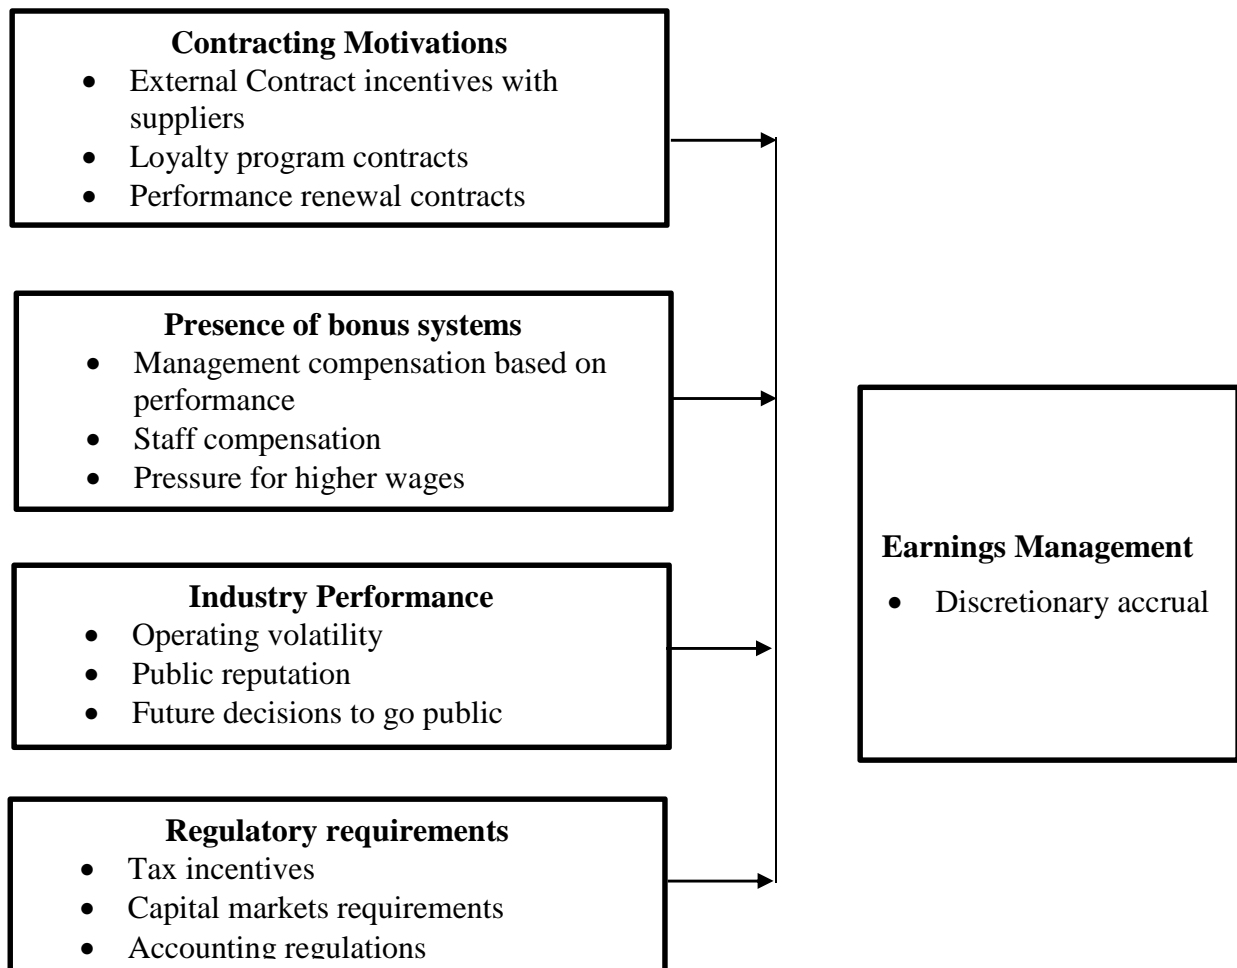 Contracting Motivations
• External Contract incentives with
suppliers
• Loyalty program contracts
• Performance renewal contracts
Presence of bonus systems
• Management compensation based on
performance
• Staff compensation
• Pressure for higher wages
Industry Performance
• Operating volatility
• Public reputation
• Future decisions to go public
Regulatory requirements
• Tax incentives
• Capital markets requirements
• Accounting regulations
Earnings Management
• Discretionary accrual